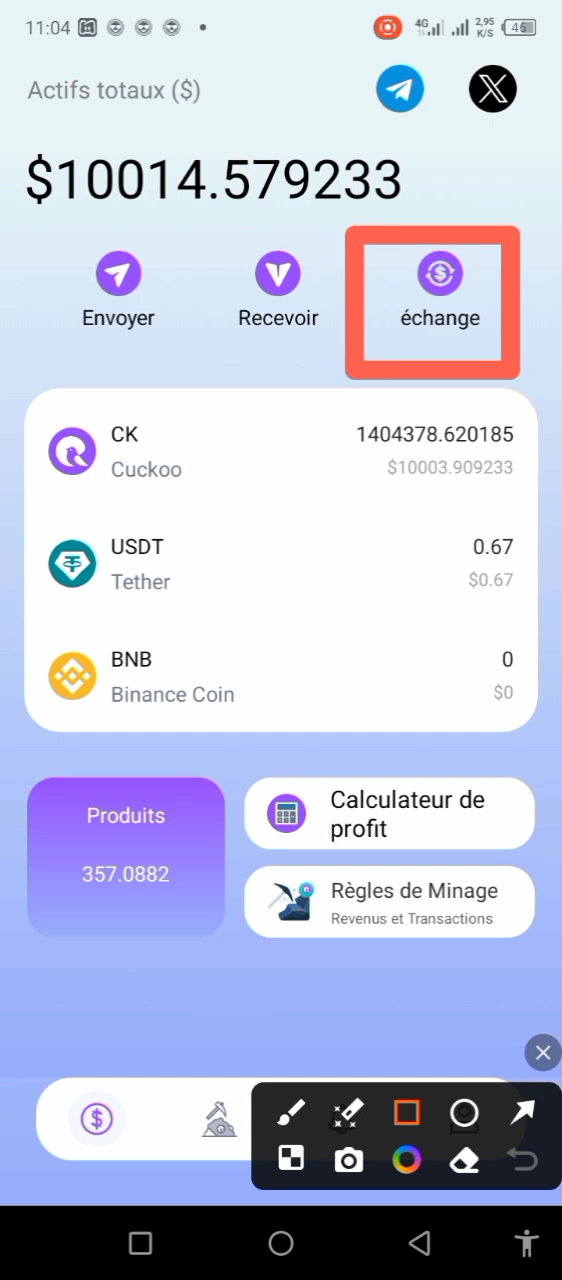 11:04 4G 2,95 K/S 46
Actifs totaux ($)
$10014.579233
Envoyer Recevoir échange
CK 1404378.620185
Cuckoo $10003.909233
USDT 0.67
Tether $0.67
BNB 0
Binance Coin $0
Produits
357.0882
Calculateur de
profit
Règles de Minage
Revenus et Transactions